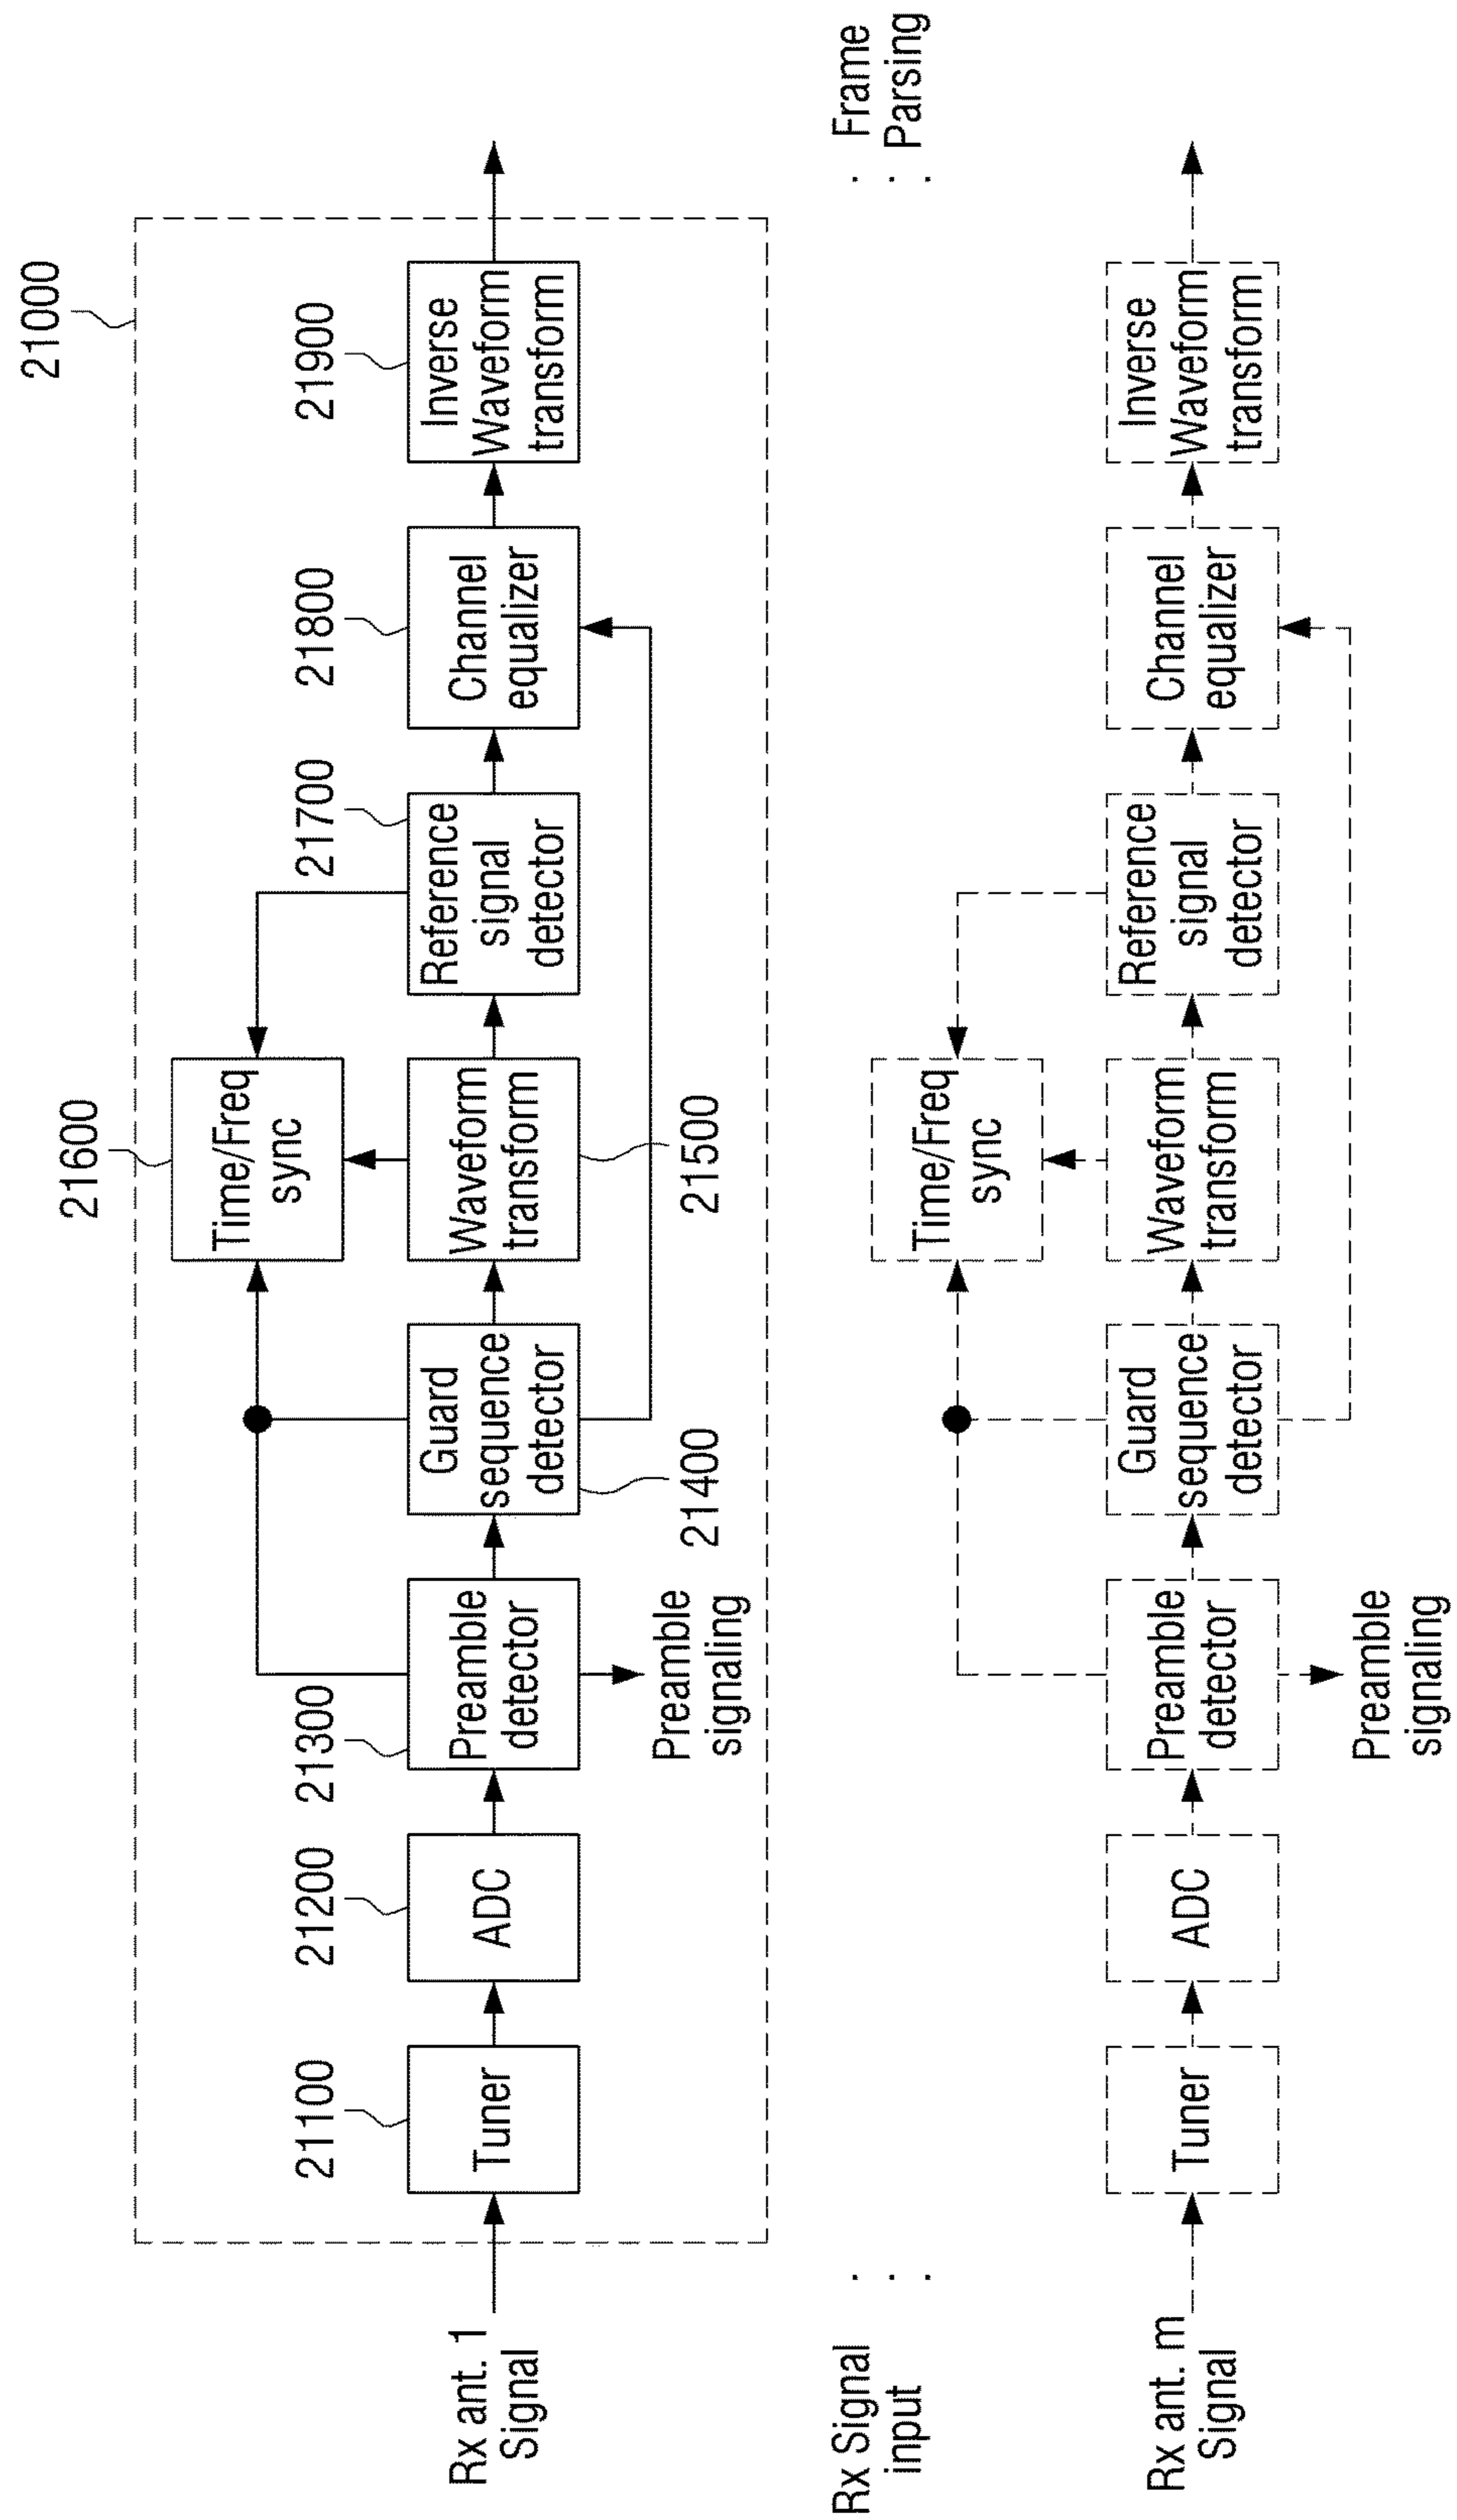 21000
21600
21100
21200
21300
21700
21800
21900
Time/Freq
sync
Tuner
ADC
Preamble
detector
Guard
sequence
detector
Waveform
transform
Reference
signal
detector
Channel
equalizer
Inverse
Waveform
transform
Rx ant. 1
Signal
21400
21500
Preamble
signaling
Rx Signal
input
Frame
Parsing
Time/Freq
sync
Rx ant. m
Signal
Tuner
ADC
Preamble
detector
Guard
sequence
detector
Waveform
transform
Reference
signal
detector
Channel
equalizer
Inverse
Waveform
transform
Preamble
signaling